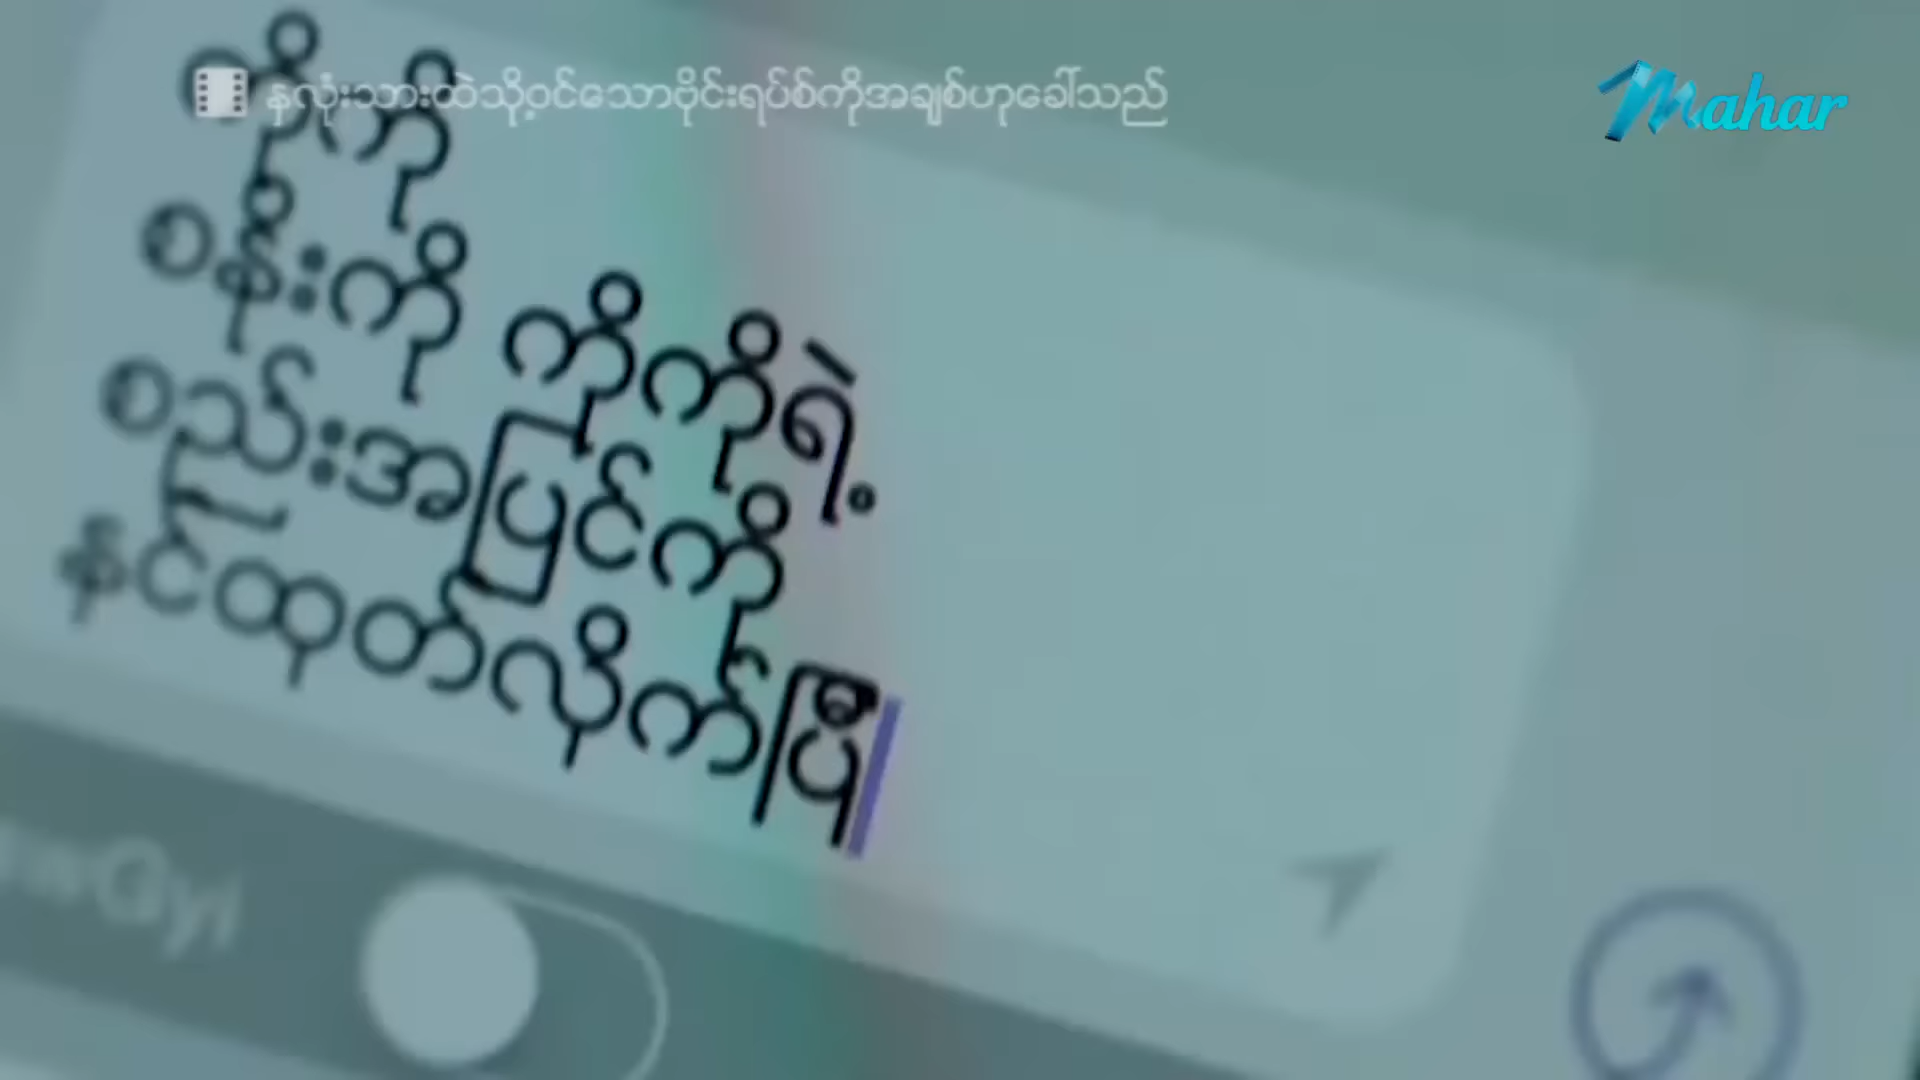 နှလုံးသားထဲသို့ဝင်သောဗိုင်းရပ်စ်ကိုအချစ်ဟုခေါ်သည်
Mahar
ကိုကို
စန်းကို ကိုကိုရဲ့
စည်းအပြင်ကို
နှင်ထုတ်လိုက်ပြီ